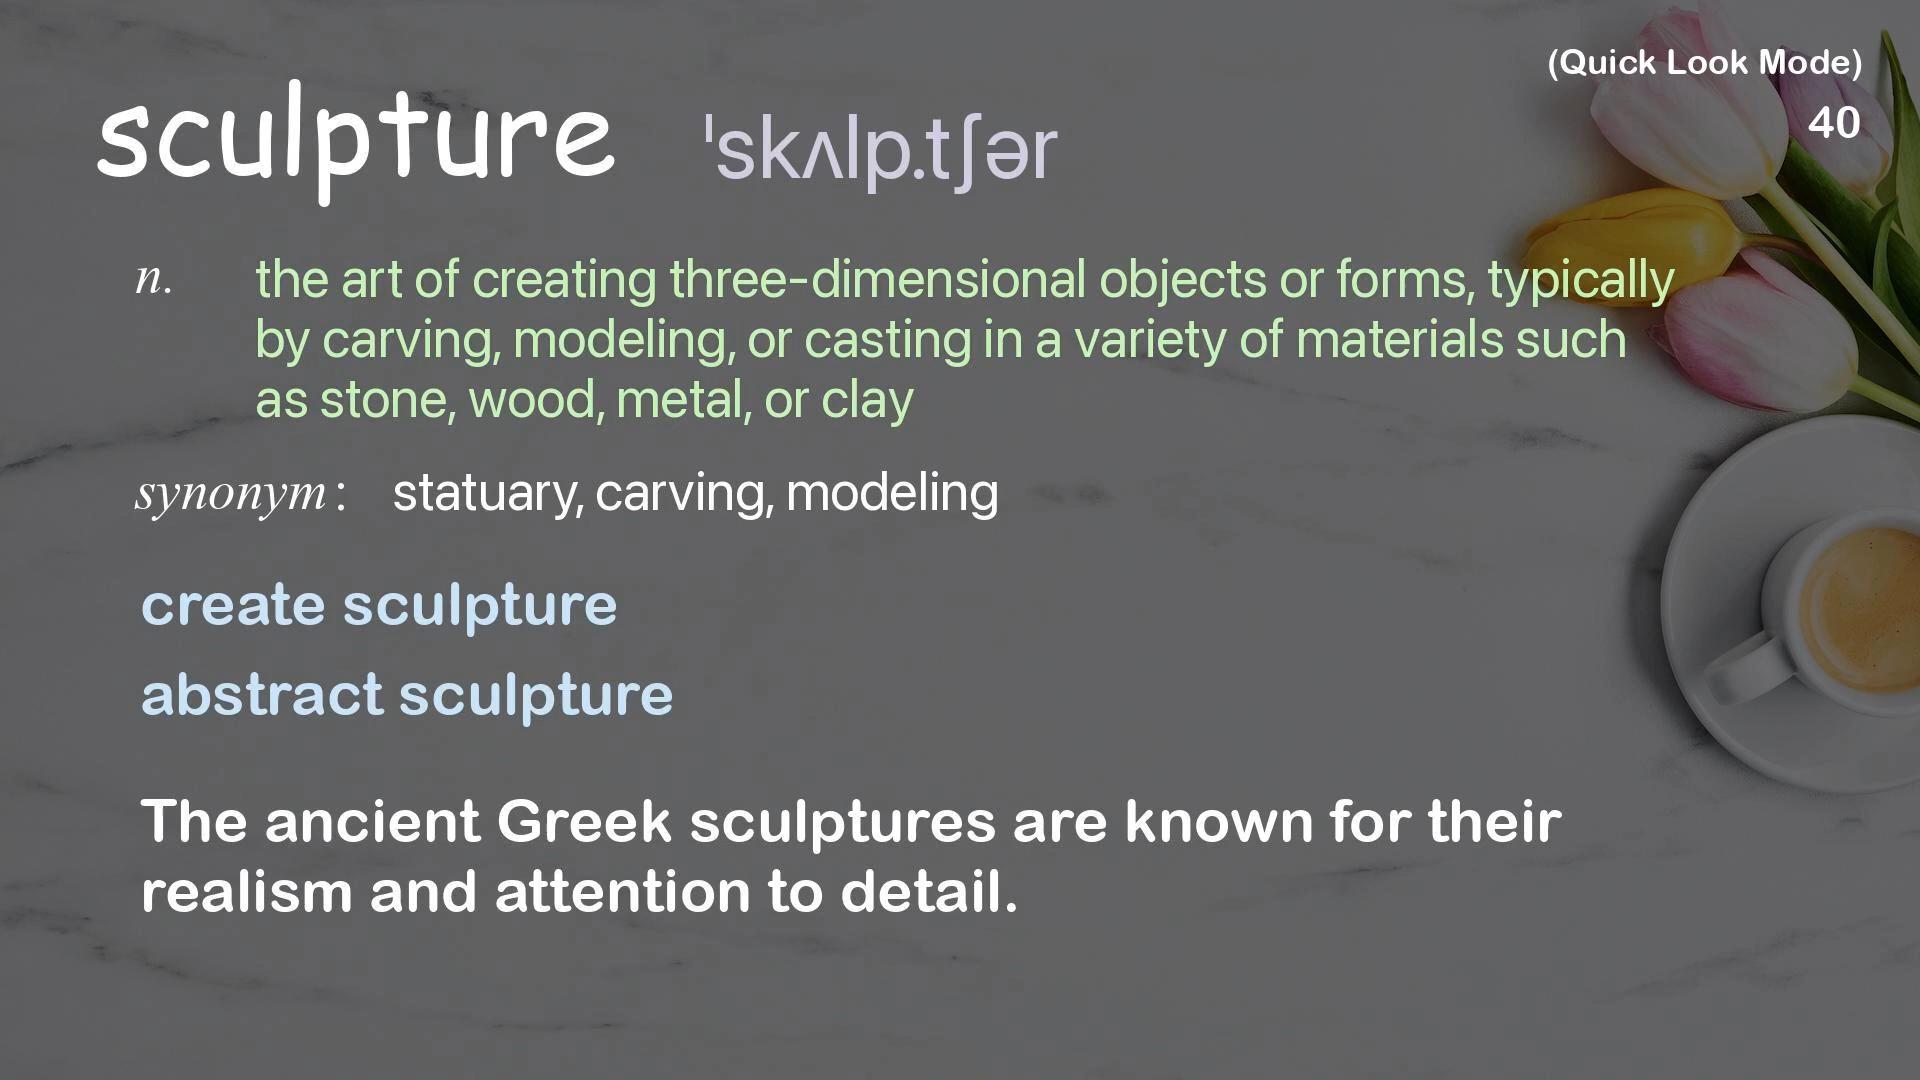 (Quick Look Mode)
40
sculpture ˈskʌlp.tʃər
n. the art of creating three-dimensional objects or forms, typically
by carving, modeling, or casting in a variety of materials such
as stone, wood, metal, or clay
synonym: statuary, carving, modeling
create sculpture
abstract sculpture
The ancient Greek sculptures are known for their
realism and attention to detail.